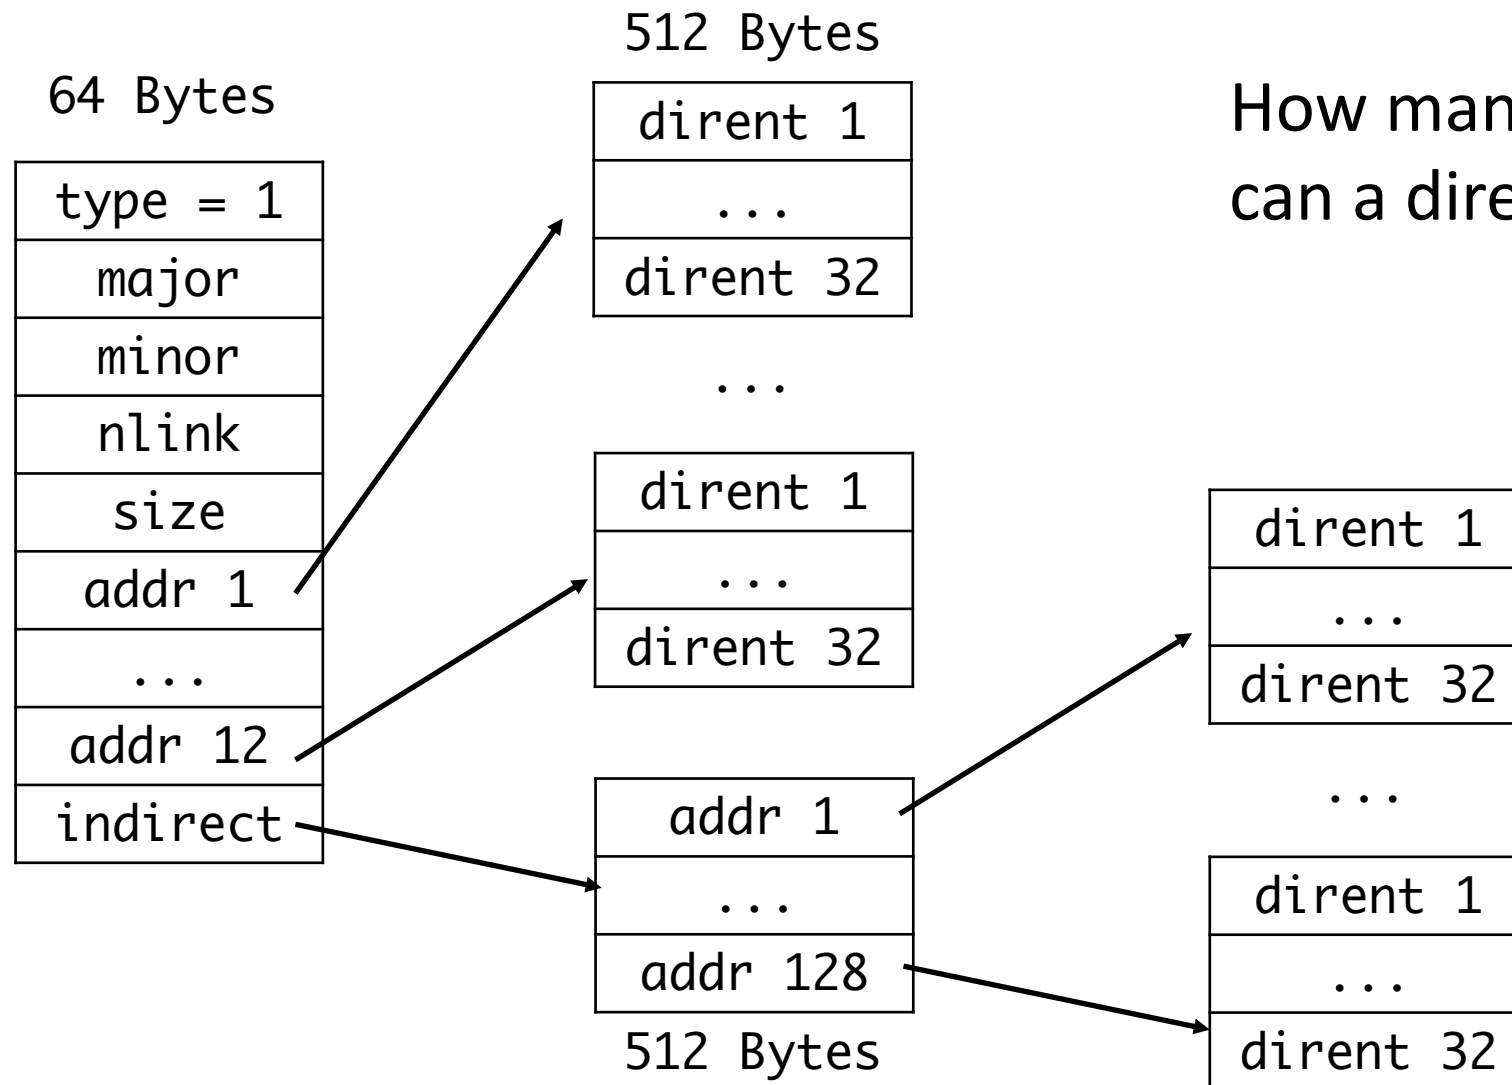 64 Bytes
type = 1
major
minor
nlink
size
addr 1
...
addr 12
indirect
512 Bytes
dirent 1
...
dirent 32
...
dirent 1
...
dirent 32
addr 1
...
addr 128
512 Bytes
How man
can a dire
dirent 1
...
dirent 32
...
dirent 1
...
dirent 32